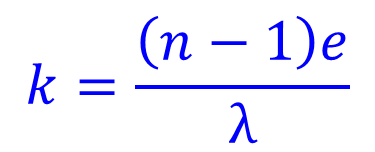 k = (n − 1)e / λ